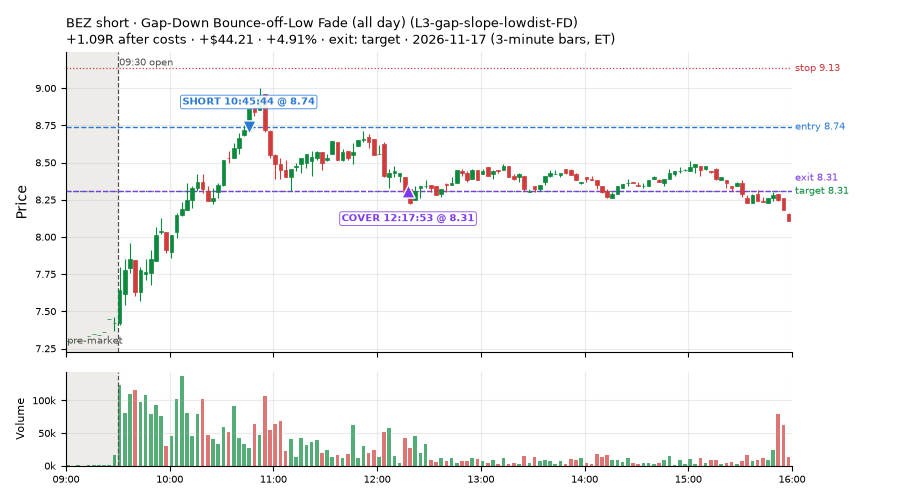 BEZ short · Gap-Down Bounce-off-Low Fade (all day) (L3-gap-slope-lowdist-FD)
+1.09R after costs · +$44.21 · +4.91% · exit: target · 2026-11-17 (3-minute bars, ET)
09:30 open
stop 9.13
9.00
SHORT 10:45:44 @ 8.74
8.75
entry 8.74
8.50
exit 8.31
target 8.31
8.25
COVER 12:17:53 @ 8.31
8.00
7.75
7.50
pre-market
7.25
Price
100k
50k
0k
Volume
09:00
10:00
11:00
12:00
13:00
14:00
15:00
16:00